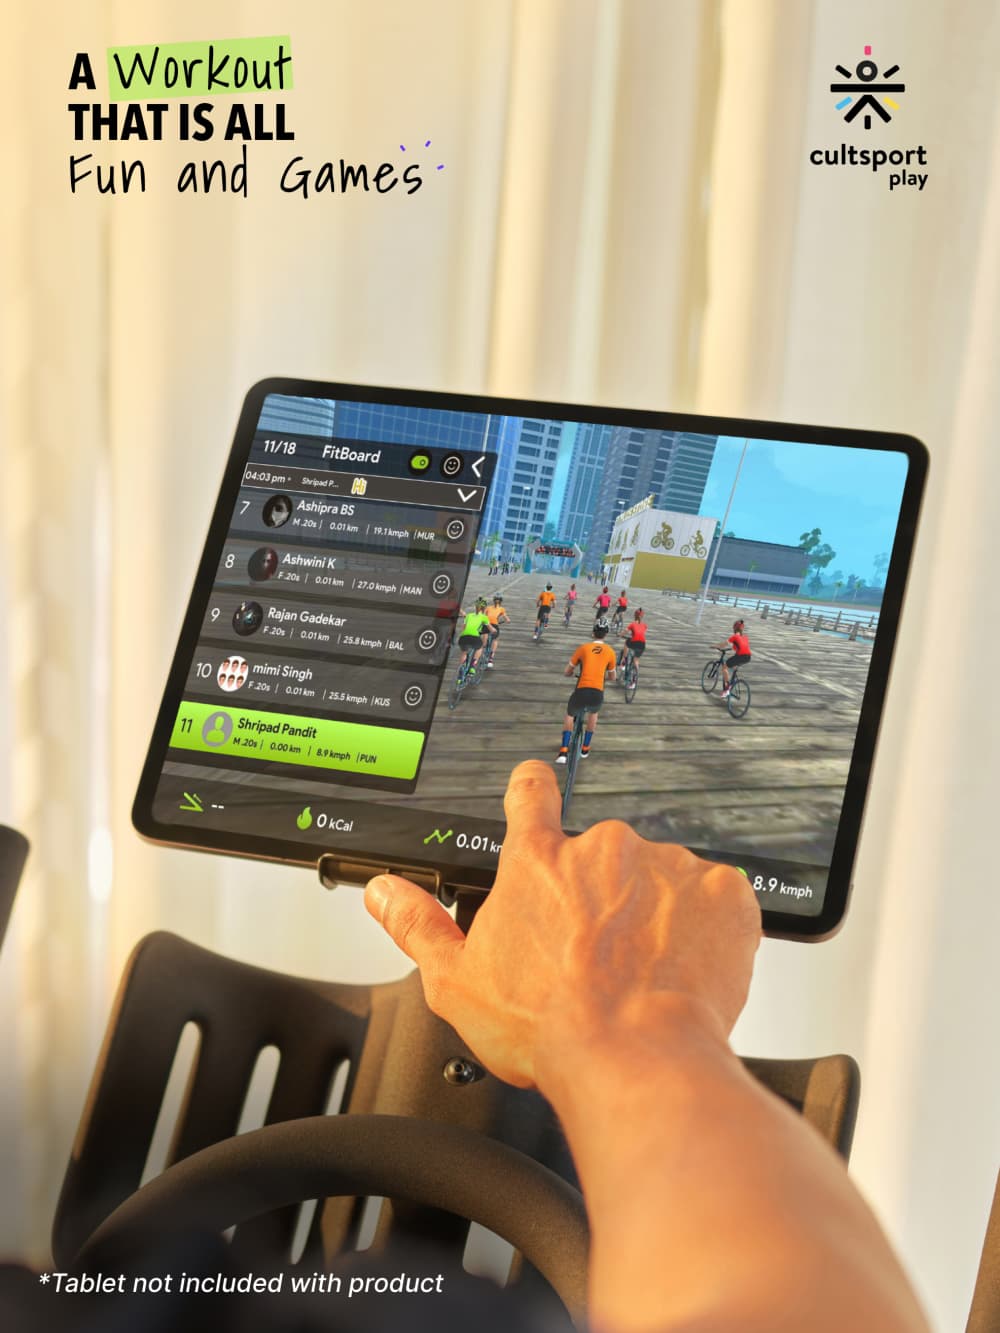 A Workout
THAT IS ALL
Fun and Games
cultsport
play
11/18 FitBoard
04:03 pm • Shripad P... Hi
7 Ashipra BS
M .20s | 0.01 km | 19.1 kmph | MUR
8 Ashwini K
F .20s | 0.01 km | 27.0 kmph | MAN
9 Rajan Gadekar
F .20s | 0.01 km | 25.8 kmph | BAL
10 mimi Singh
F .20s | 0.01 km | 25.5 kmph | KUS
11 Shripad Pandit
M .20s | 0.00 km | 8.9 kmph | PUN
-- 0 kCal 0.01 8.9 kmph
*Tablet not included with product